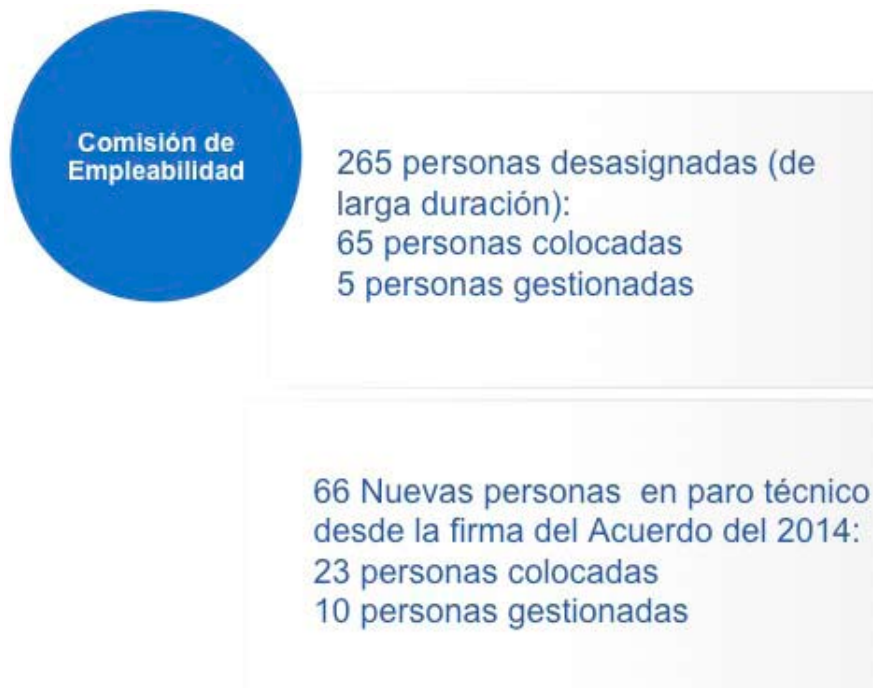 Comisión de
Empleabilidad
265 personas desasignadas (de
larga duración):
65 personas colocadas
5 personas gestionadas
66 Nuevas personas  en paro técnico
desde la firma del Acuerdo del 2014:
23 personas colocadas
10 personas gestionadas